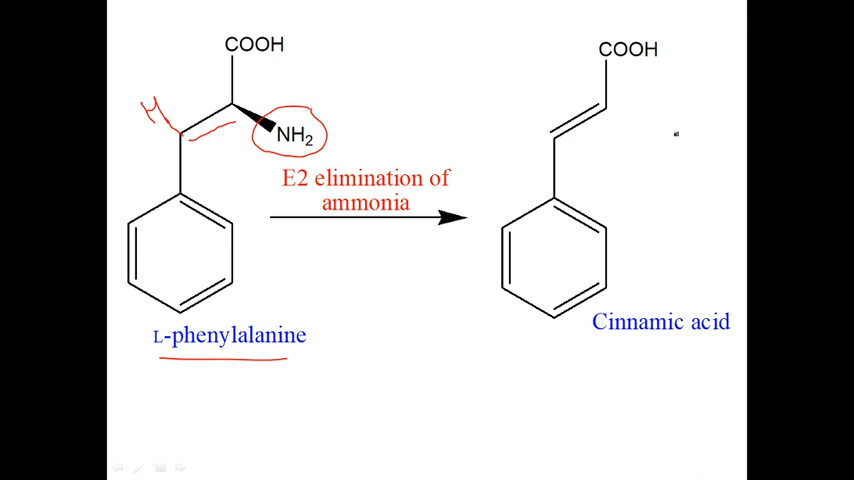 COOH
COOH
H
NH2
E2 elimination of
ammonia
L-phenylalanine
Cinnamic acid